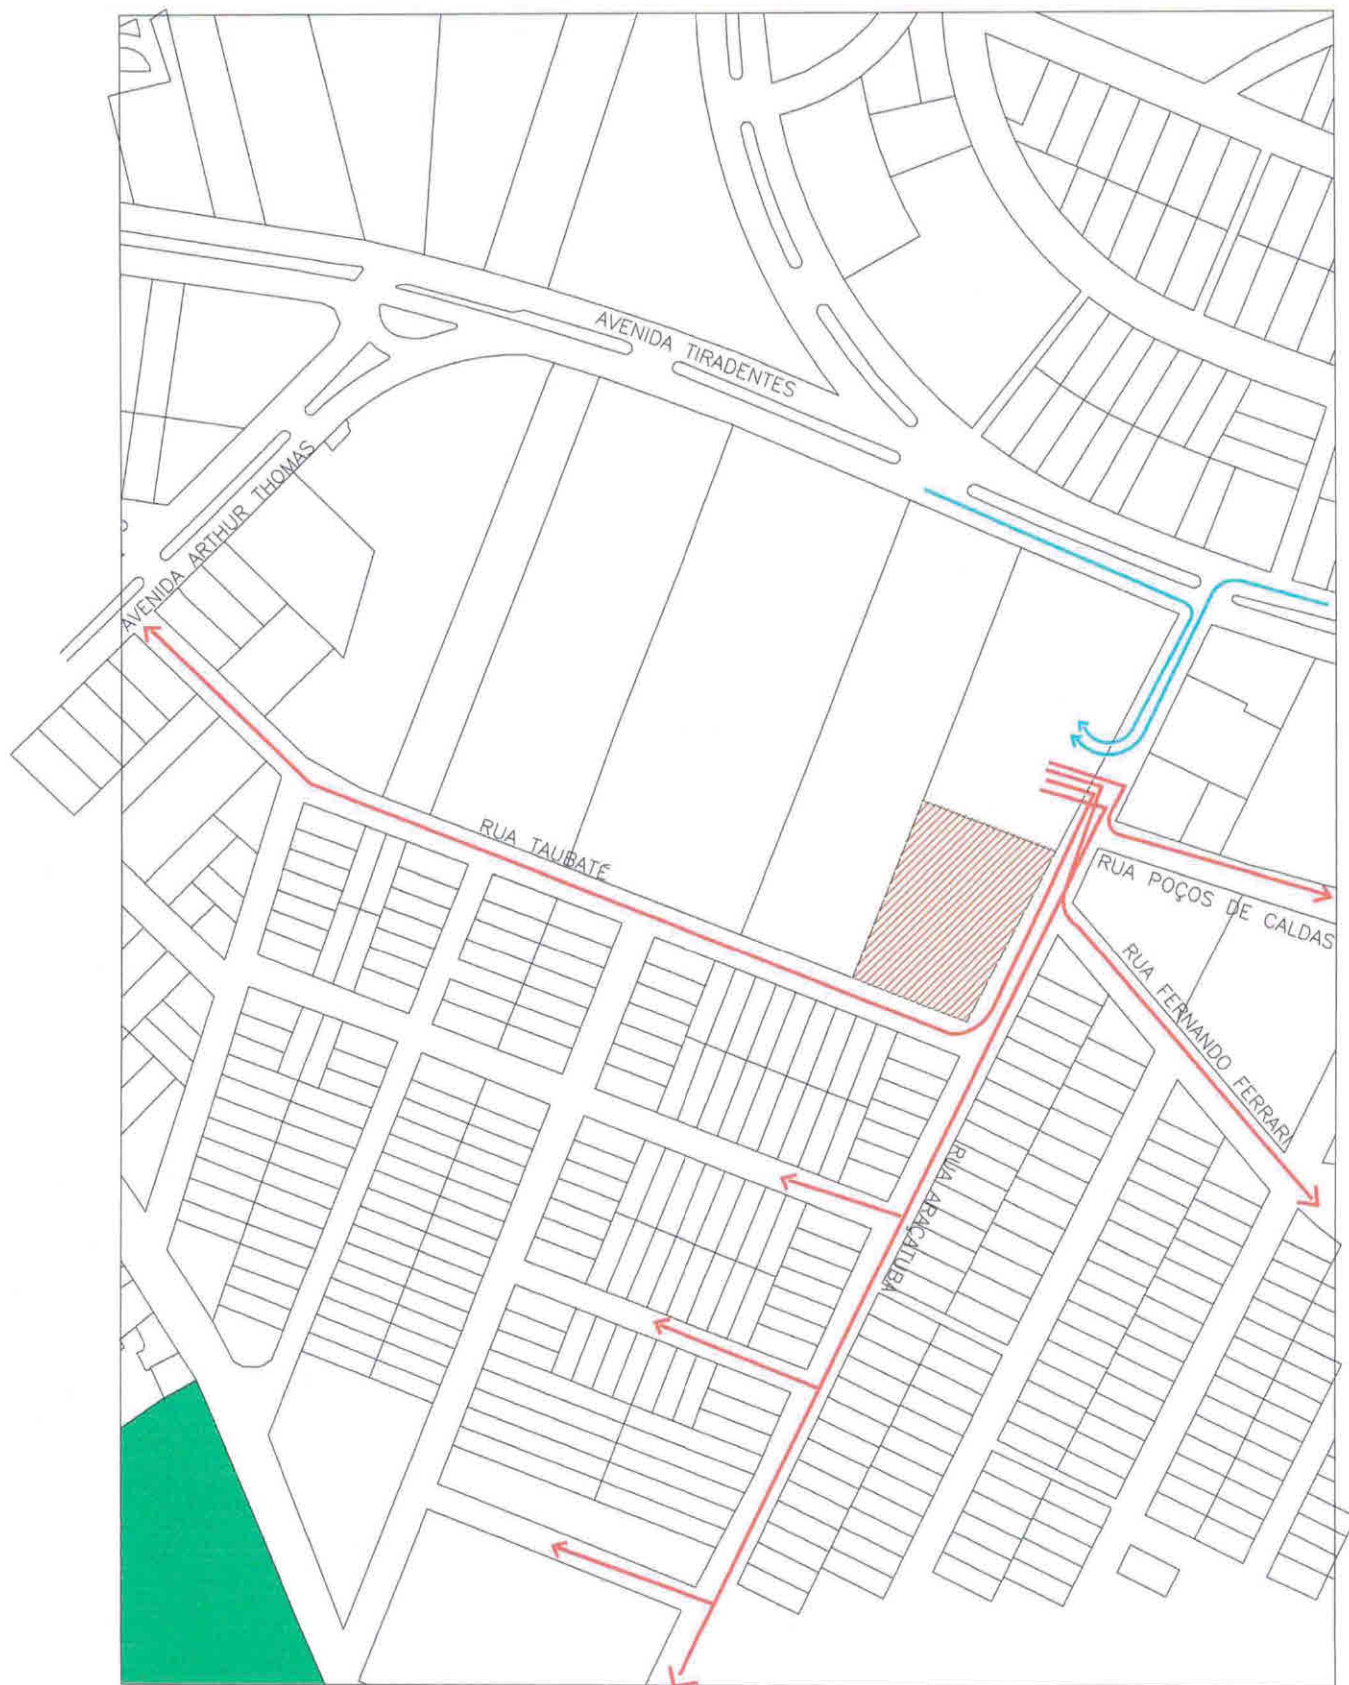 AVENIDA TIRADENTES
AVENIDA ARTHUR THOMAS
RUA TAUBATÉ
RUA POÇOS DE CALDAS
RUA FERNANDO FERRARI
RUA ARAÇATUBA